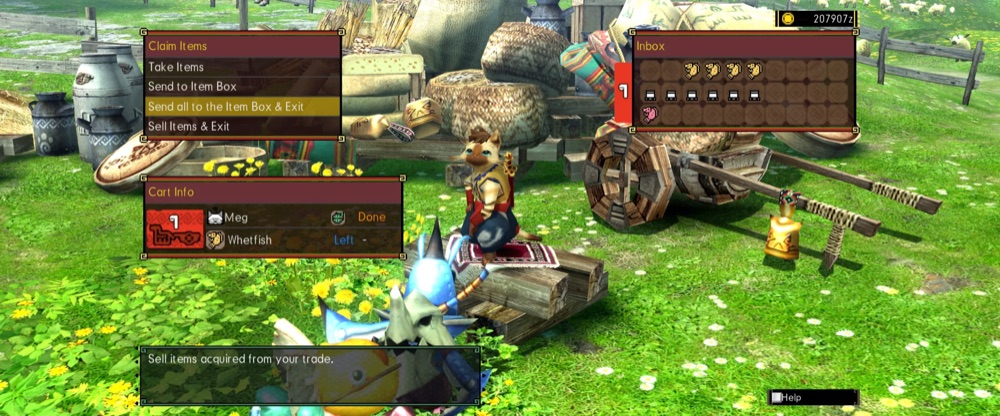 207907z
Claim Items
Take Items
Send to Item Box
Send all to the Item Box & Exit
Sell Items & Exit
Inbox
1
Cart Info
1
Meg
Done
Whetfish
Left -
Sell items acquired from your trade.
Help